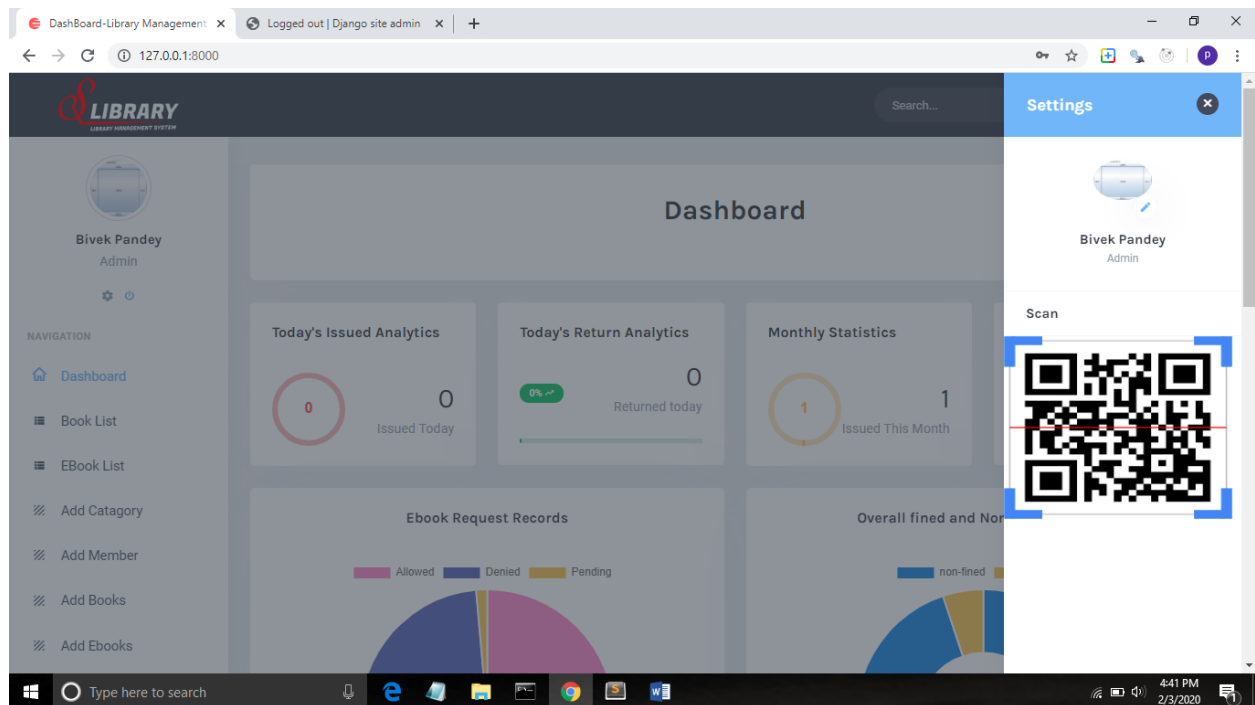 DashBoard-Library Management
Logged out | Django site admin
127.0.0.1:8000
P
S
LIBRARY
LIBRARY MANAGEMENT SYSTEM
Search...
Settings
Bivek Pandey
Admin
NAVIGATION
Dashboard
Book List
EBook List
Add Catagory
Add Member
Add Books
Add Ebooks
Dashboard
Today's Issued Analytics
0
0
Issued Today
Today's Return Analytics
0%
0
Returned today
Monthly Statistics
1
1
Issued This Month
Ebook Request Records
Allowed Denied Pending
Overall fined and Nor
non-fined
Bivek Pandey
Admin
Scan
Type here to search
4:41 PM
2/3/2020
1